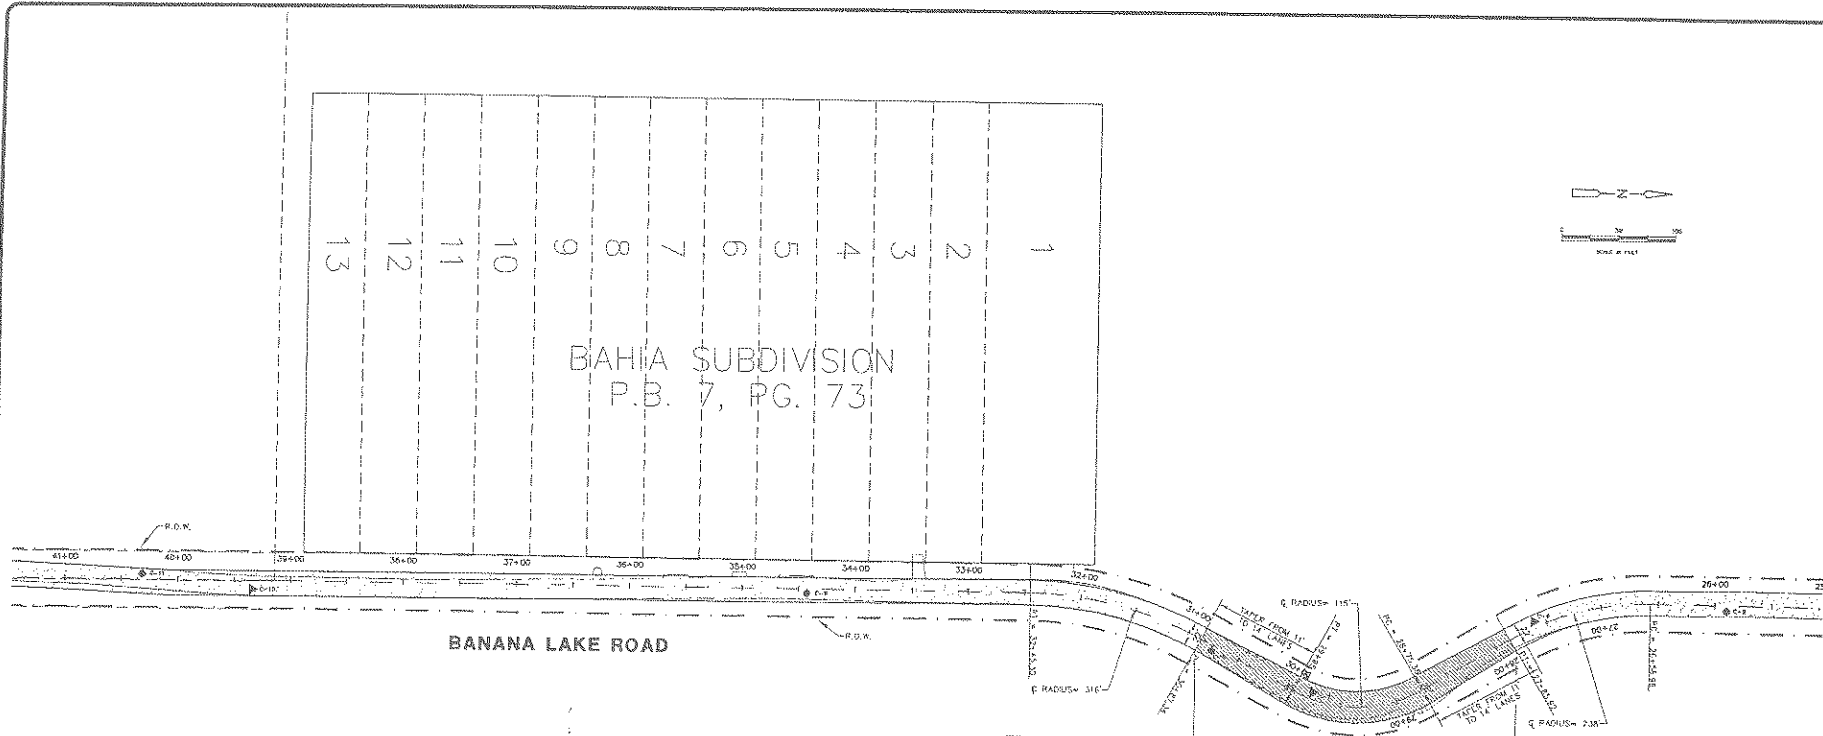 13
12
11
10
9
8
7
6
5
4
3
2
1
BAHIA SUBDIVISION
P.B. 7, PG. 73
N
R.O.W.
41+00
40+00
39+00
38+00
37+00
36+00
35+00
34+00
33+00
32+00
31+00
30+00
29+00
28+00
27+00
26+00
BANANA LAKE ROAD
R.O.W.
TAPER FROM 11'
TO 14' LANES
RADIUS= 115'
RADIUS= 316'
TAPER FROM 11'
TO 14' LANES
RADIUS= 238'